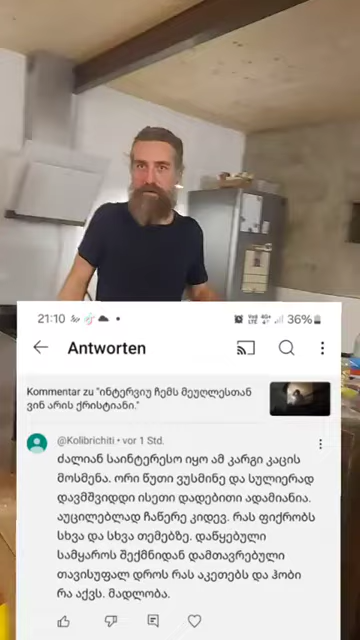 21:10
36%
Antworten
Kommentar zu "ინტერვიუ ჩემს მეუღლესთან
ვინ არის ქრისტიანი."
@Kolibrichiti • vor 1 Std.
ძალიან საინტერესო იყო ამ კარგი კაცის
მოსმენა. ორი წუთი ვუსმინე და სულიერად
დავმშვიდდი ისეთი დადებითი ადამიანია.
აუცილებლად ჩაწერე კიდევ. რას ფიქრობს
სხვა და სხვა თემებზე. დაწყებული
სამყაროს შექმნიდან დამთავრებული
თავისუფალ დროს რას აკეთებს და ჰობი
რა აქვს. მადლობა.